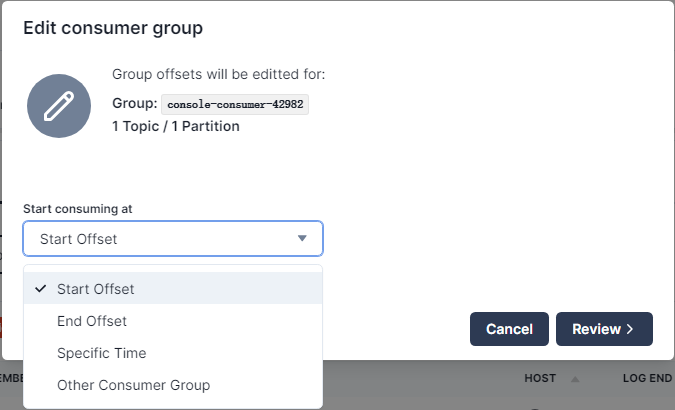 Edit consumer group
Group offsets will be editted for:
Group: console-consumer-42982
1 Topic / 1 Partition
Start consuming at
Start Offset
Start Offset
End Offset
Specific Time
Other Consumer Group
Cancel
Review
HOST
LOG END